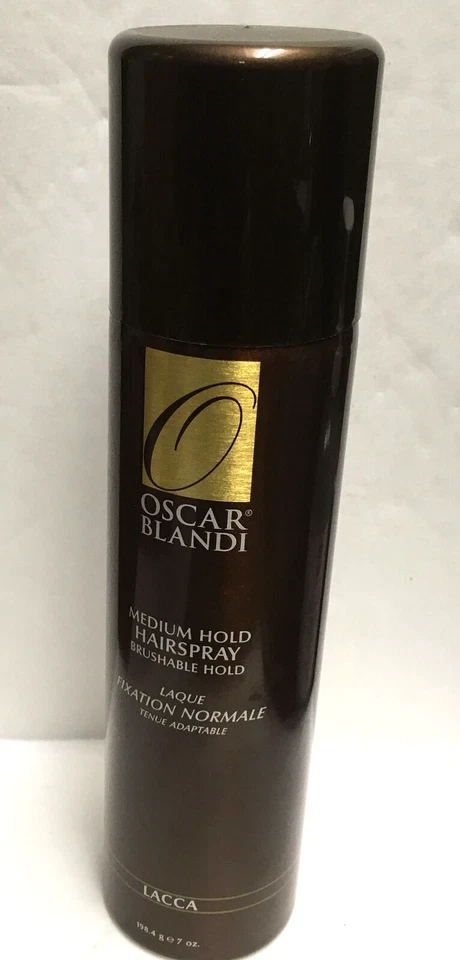 O
OSCAR®
BLANDI
MEDIUM HOLD
HAIRSPRAY
BRUSHABLE HOLD
LAQUE
FIXATION NORMALE
TENUE ADAPTABLE
LACCA
198.4 g e 7 oz.